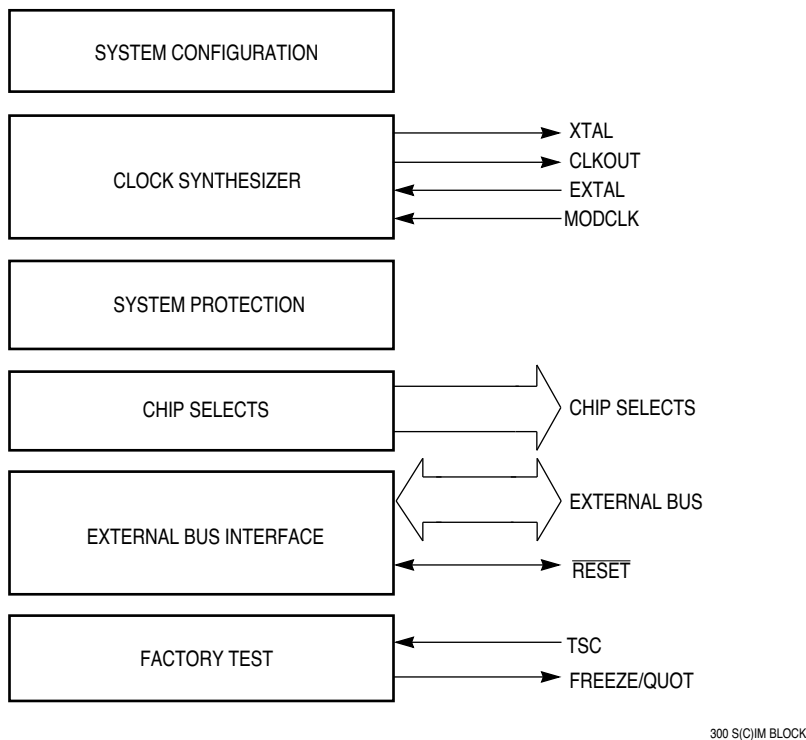 SYSTEM CONFIGURATION
CLOCK SYNTHESIZER
XTAL
CLKOUT
EXTAL
MODCLK
SYSTEM PROTECTION
CHIP SELECTS
CHIP SELECTS
EXTERNAL BUS INTERFACE
EXTERNAL BUS
RESET
FACTORY TEST
TSC
FREEZE/QUOT
300 S(C)IM BLOCK